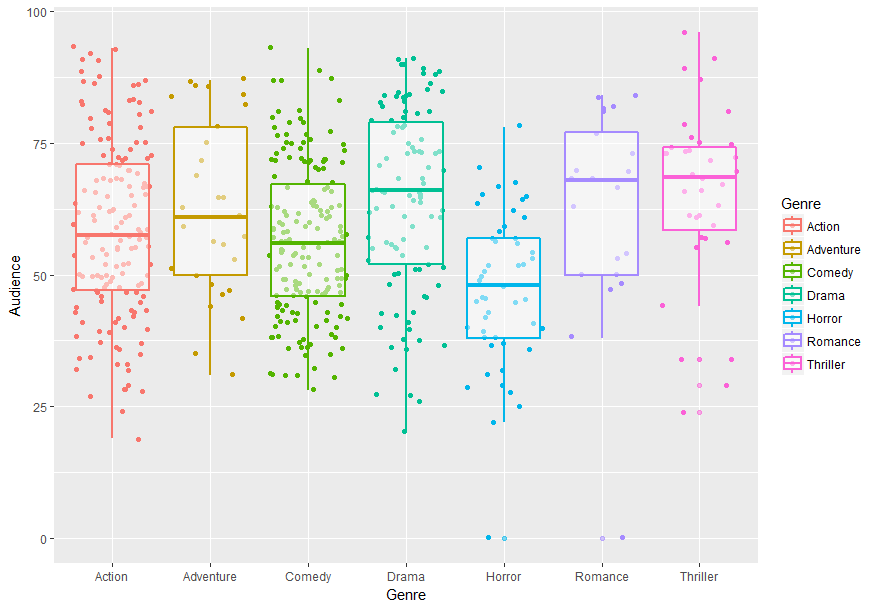 100
75
50
25
0
Audience
Action Adventure Comedy Drama Horror Romance Thriller
Genre
Genre
Action
Adventure
Comedy
Drama
Horror
Romance
Thriller